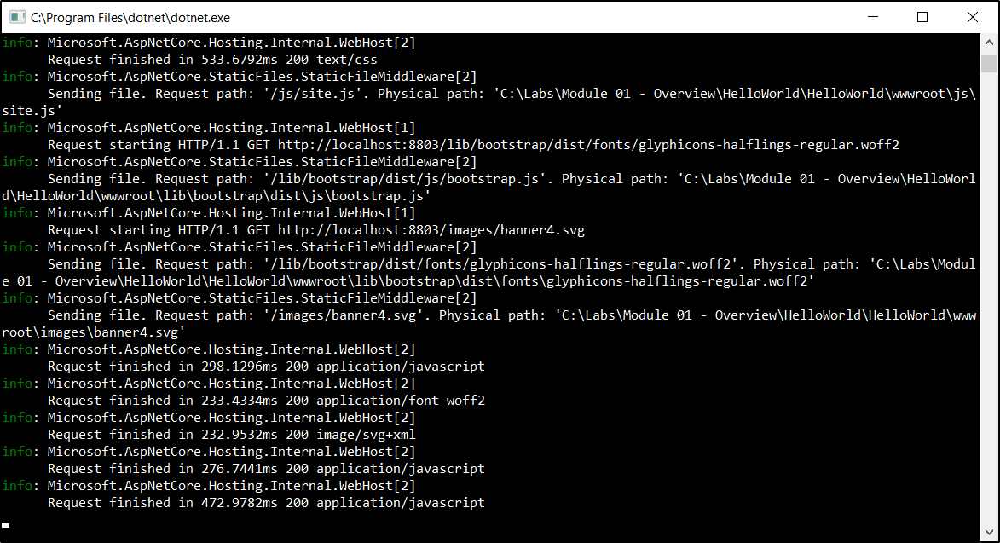 C:\Program Files\dotnet\dotnet.exe
info: Microsoft.AspNetCore.Hosting.Internal.WebHost[2]
Request finished in 533.6792ms 200 text/css
info: Microsoft.AspNetCore.StaticFiles.StaticFileMiddleware[2]
Sending file. Request path: '/js/site.js'. Physical path: 'C:\Labs\Module 01 - Overview\HelloWorld\HelloWorld\wwwroot\js\
site.js'
info: Microsoft.AspNetCore.Hosting.Internal.WebHost[1]
Request starting HTTP/1.1 GET http://localhost:8803/lib/bootstrap/dist/fonts/glyphicons-halflings-regular.woff2
info: Microsoft.AspNetCore.StaticFiles.StaticFileMiddleware[2]
Sending file. Request path: '/lib/bootstrap/dist/js/bootstrap.js'. Physical path: 'C:\Labs\Module 01 - Overview\HelloWorl
d\HelloWorld\wwwroot\lib\bootstrap\dist\js\bootstrap.js'
info: Microsoft.AspNetCore.Hosting.Internal.WebHost[1]
Request starting HTTP/1.1 GET http://localhost:8803/images/banner4.svg
info: Microsoft.AspNetCore.StaticFiles.StaticFileMiddleware[2]
Sending file. Request path: '/lib/bootstrap/dist/fonts/glyphicons-halflings-regular.woff2'. Physical path: 'C:\Labs\Modul
e 01 - Overview\HelloWorld\HelloWorld\wwwroot\lib\bootstrap\dist\fonts\glyphicons-halflings-regular.woff2'
info: Microsoft.AspNetCore.StaticFiles.StaticFileMiddleware[2]
Sending file. Request path: '/images/banner4.svg'. Physical path: 'C:\Labs\Module 01 - Overview\HelloWorld\HelloWorld\www
root\images\banner4.svg'
info: Microsoft.AspNetCore.Hosting.Internal.WebHost[2]
Request finished in 298.1296ms 200 application/javascript
info: Microsoft.AspNetCore.Hosting.Internal.WebHost[2]
Request finished in 233.4334ms 200 application/font-woff2
info: Microsoft.AspNetCore.Hosting.Internal.WebHost[2]
Request finished in 232.9532ms 200 image/svg+xml
info: Microsoft.AspNetCore.Hosting.Internal.WebHost[2]
Request finished in 276.7441ms 200 application/javascript
info: Microsoft.AspNetCore.Hosting.Internal.WebHost[2]
Request finished in 472.9782ms 200 application/javascript